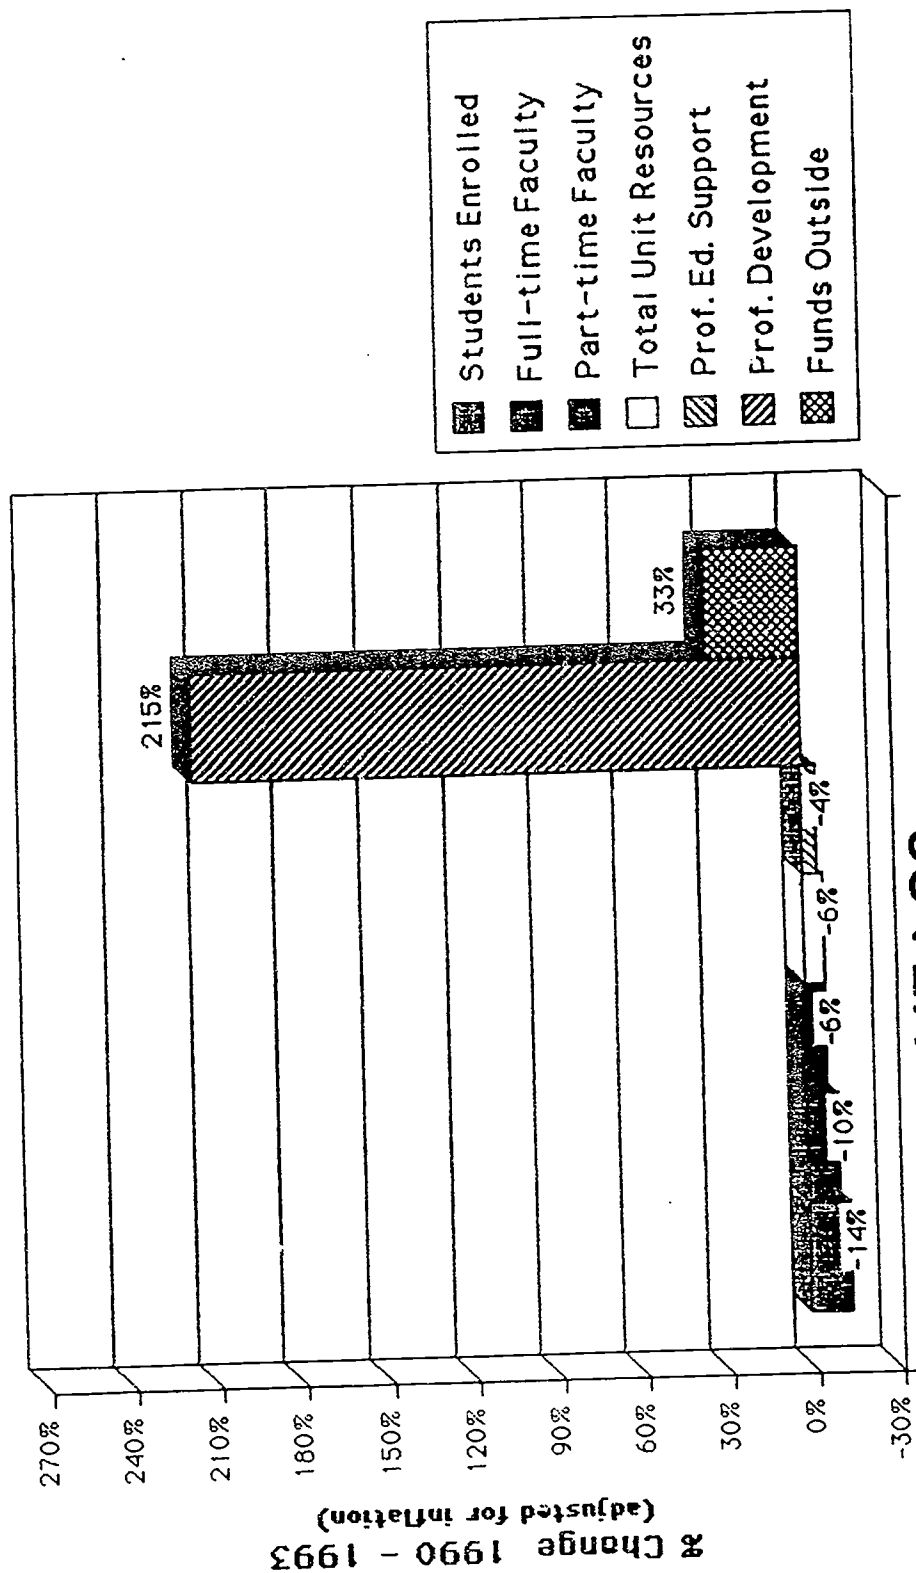 % Change 1990 - 1993
(adjusted for inflation)
270%
240%
210%
180%
150%
120%
90%
60%
30%
0%
-30%
-14%
-10%
-6%
-6%
-4%
215%
33%
Students Enrolled
Full-time Faculty
Part-time Faculty
Total Unit Resources
Prof. Ed. Support
Prof. Development
Funds Outside